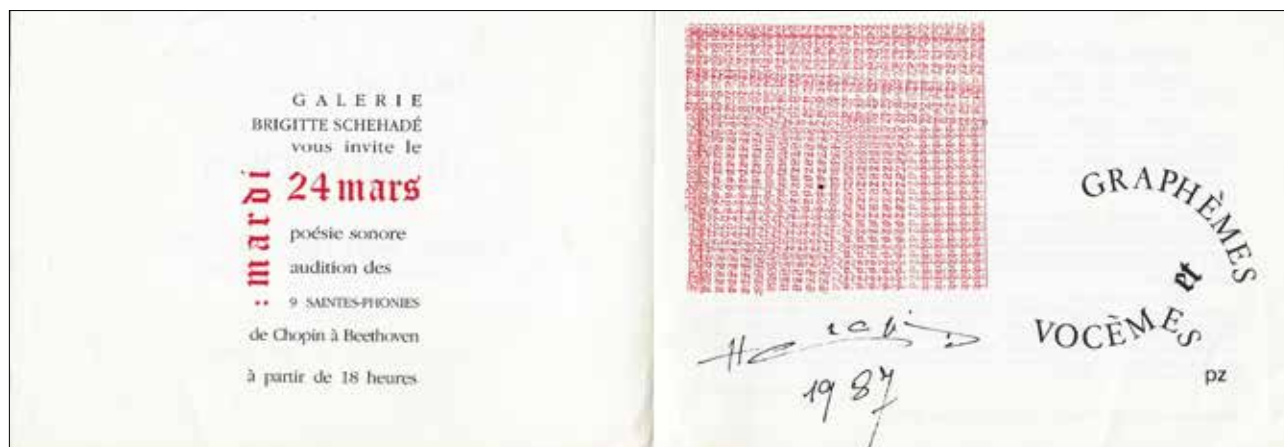 GALERIE
BRIGITTE SCHEHADÉ
vous invite le
mardi :
24 mars
poésie sonore
audition des
9 SAINTES-PHONIES
de Chopin à Beethoven
à partir de 18 heures
1987
GRAPHÈMES
et
VOCÈMES
pz